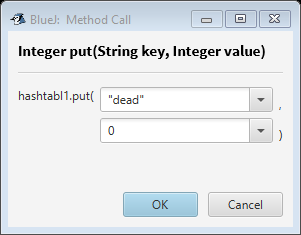 BlueJ: Method Call
Integer put(String key, Integer value)
hashtabl1.put( "dead" ,
0 )
OK Cancel